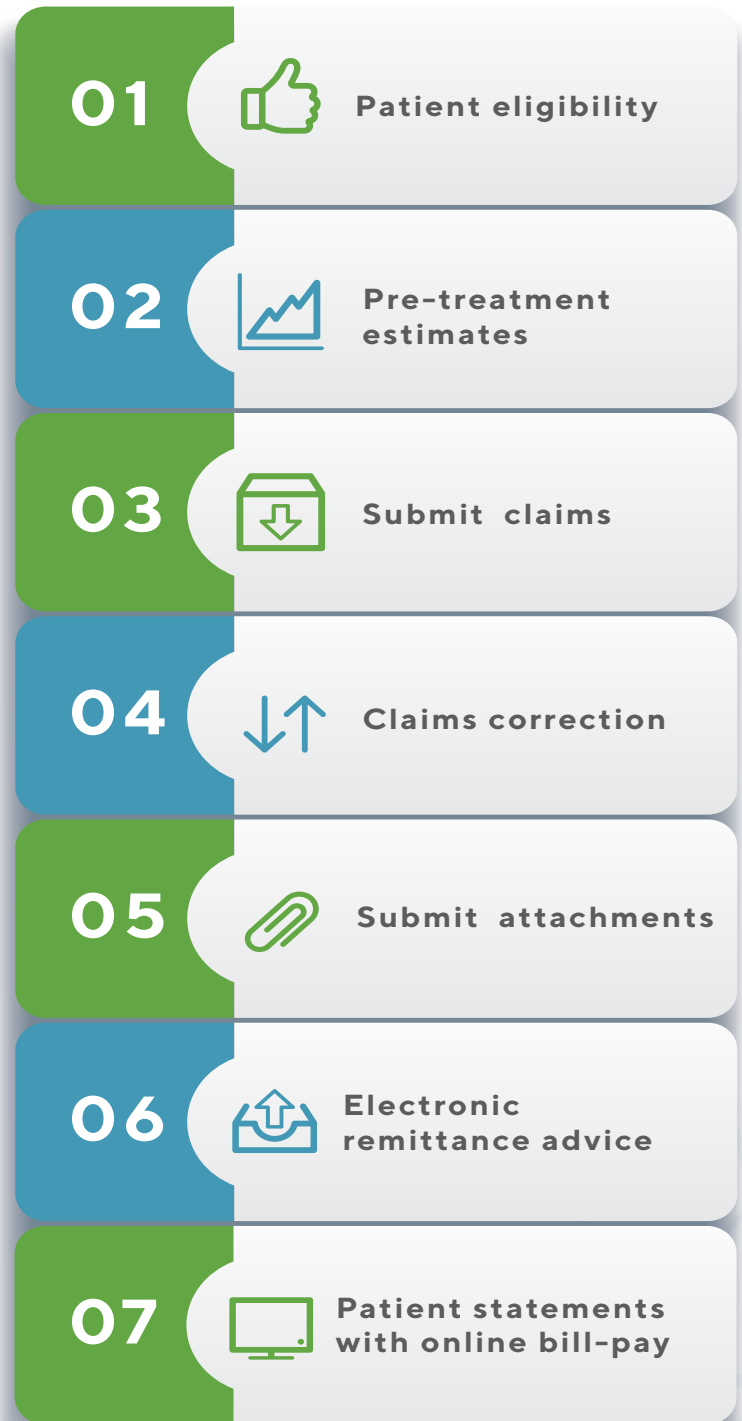 01
Patient eligibility
02
Pre-treatment
estimates
03
Submit claims
04
Claims correction
05
Submit attachments
06
Electronic
remittance advice
07
Patient statements
with online bill-pay